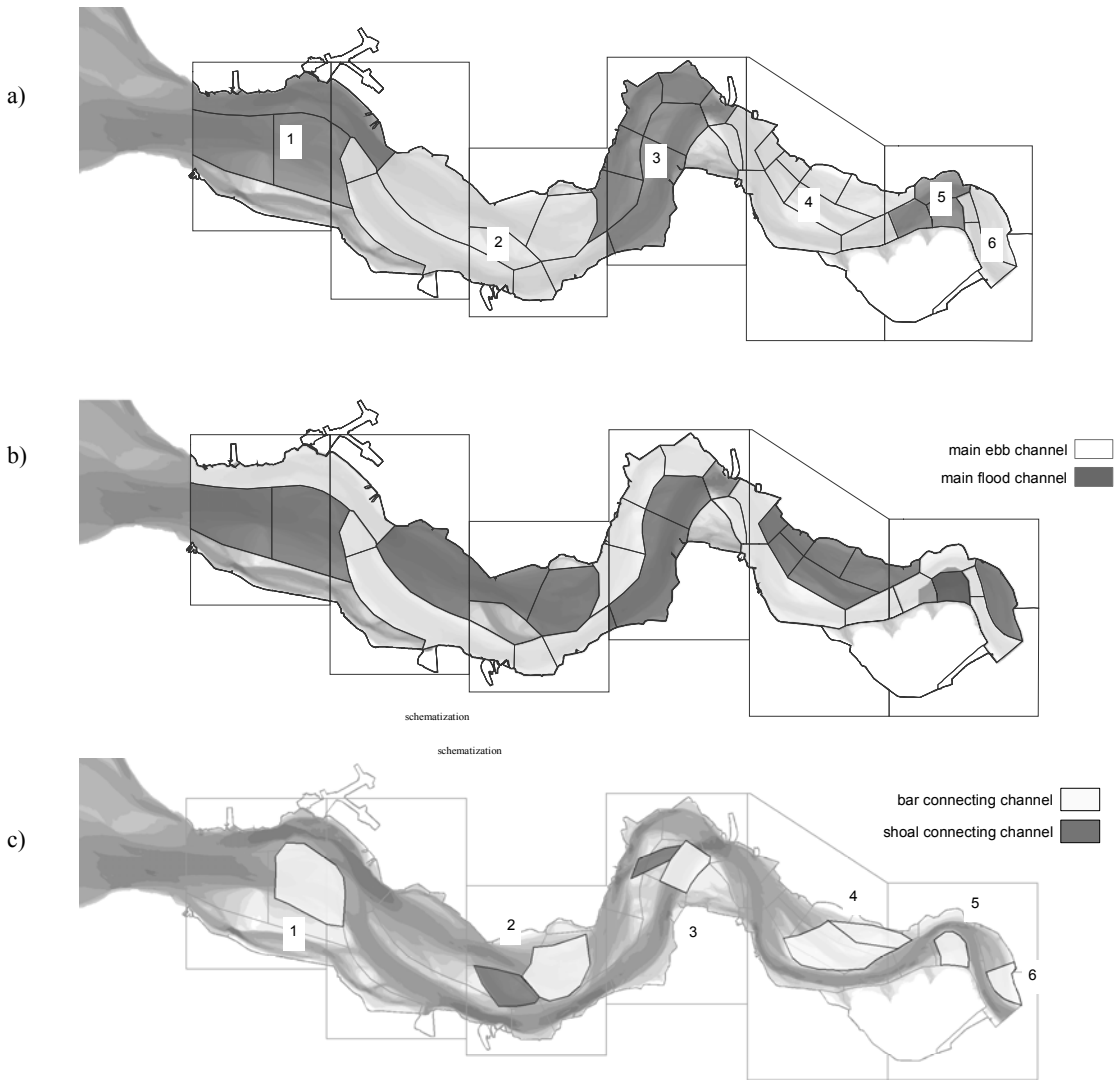 a)
1
2
3
4
5
6
b)
main ebb channel
main flood channel
schematization
schematization
c)
bar connecting channel
shoal connecting channel
1
2
3
4
5
6